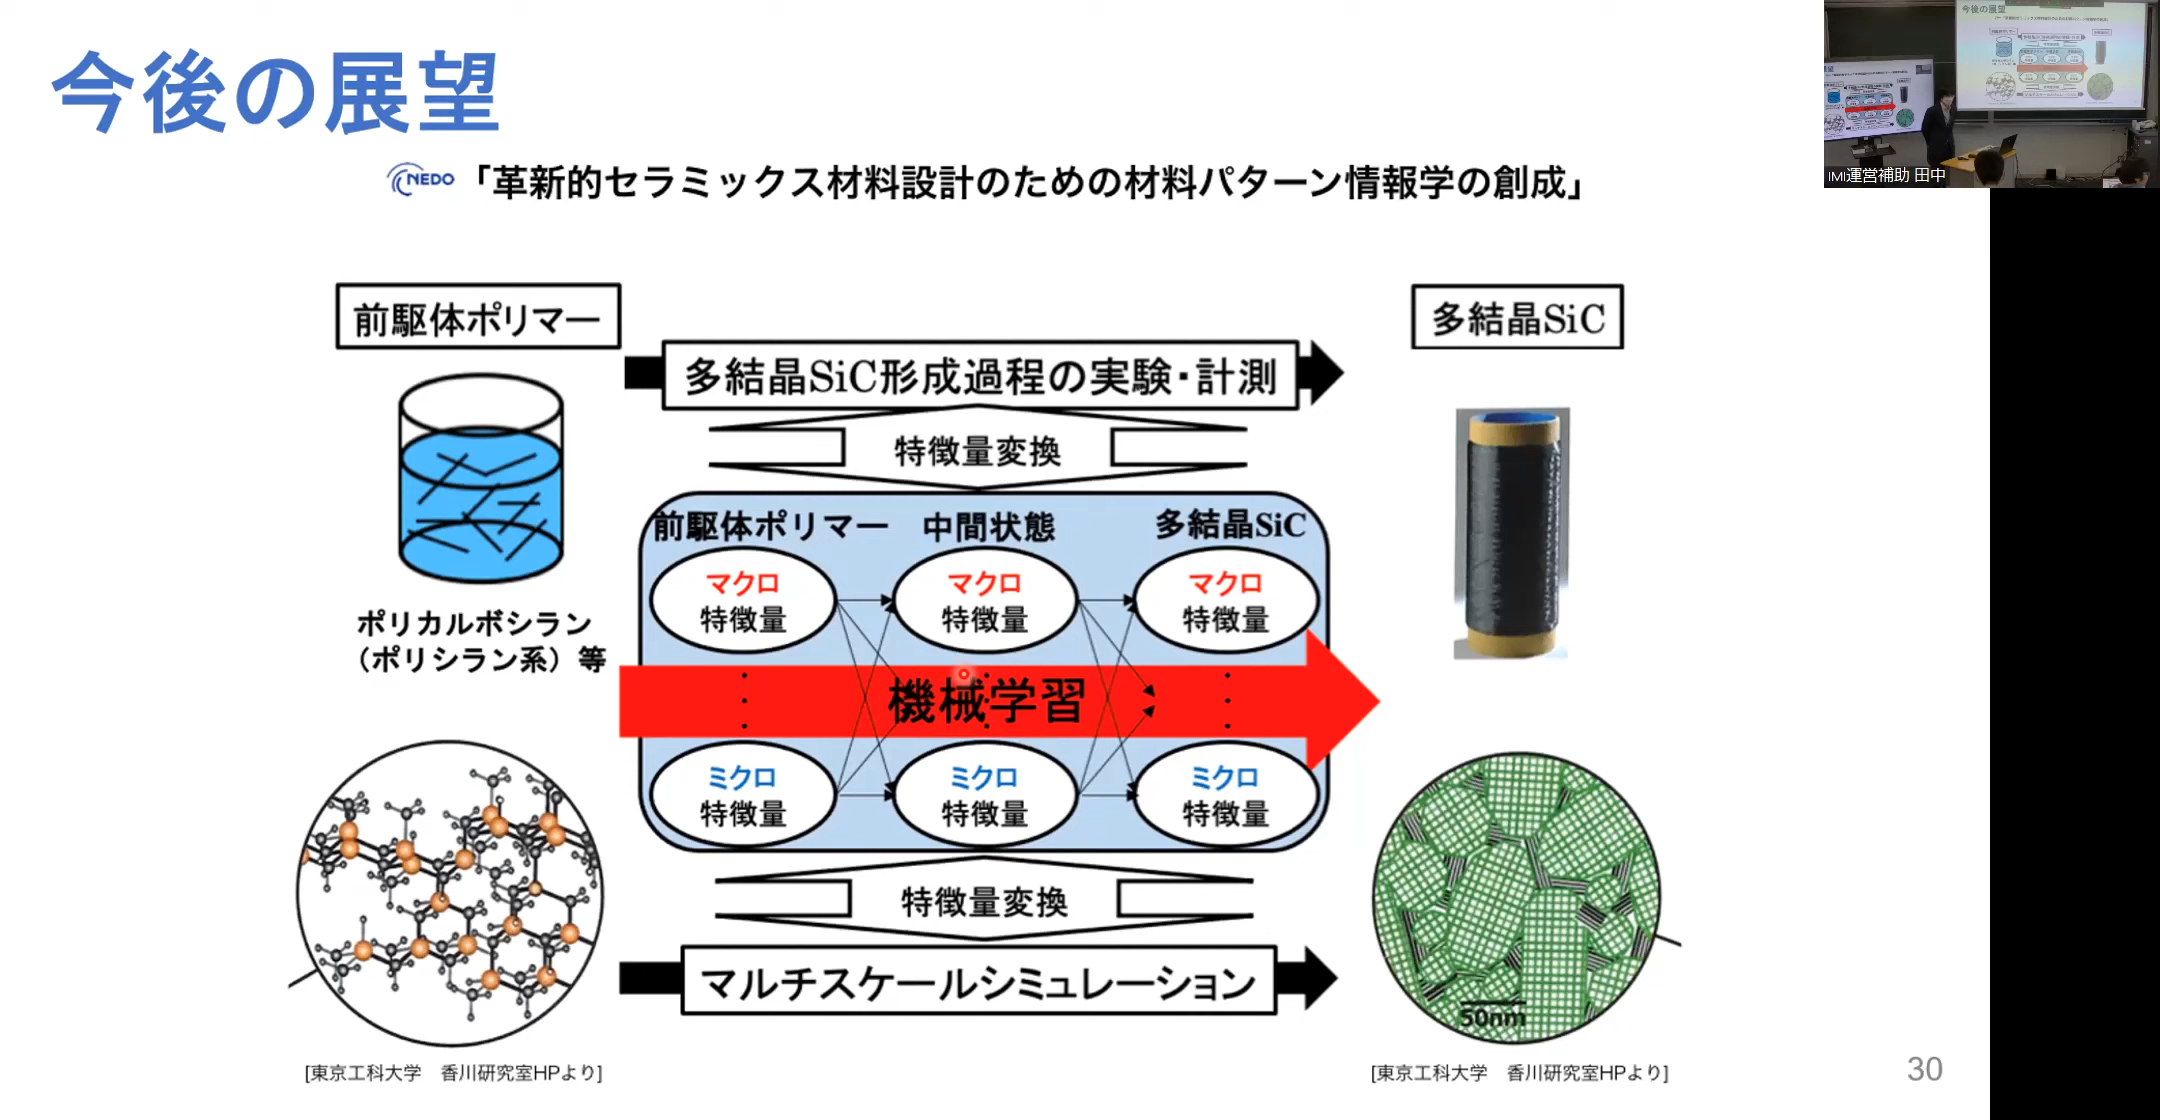 今後の展望
NEDO 「革新的セラミックス材料設計のための材料パターン情報学の創成」
IMI運営補助 田中
前駆体ポリマー
多結晶SiC
多結晶SiC形成過程の実験・計測
特徴量変換
前駆体ポリマー 中間状態 多結晶SiC
マクロ 特徴量
マクロ 特徴量
マクロ 特徴量
ポリカルボシラン
（ポリシラン系）等
機械学習
ミクロ 特徴量
ミクロ 特徴量
ミクロ 特徴量
特徴量変換
マルチスケールシミュレーション
50nm
[東京工科大学　香川研究室HPより]
[東京工科大学　香川研究室HPより]
30